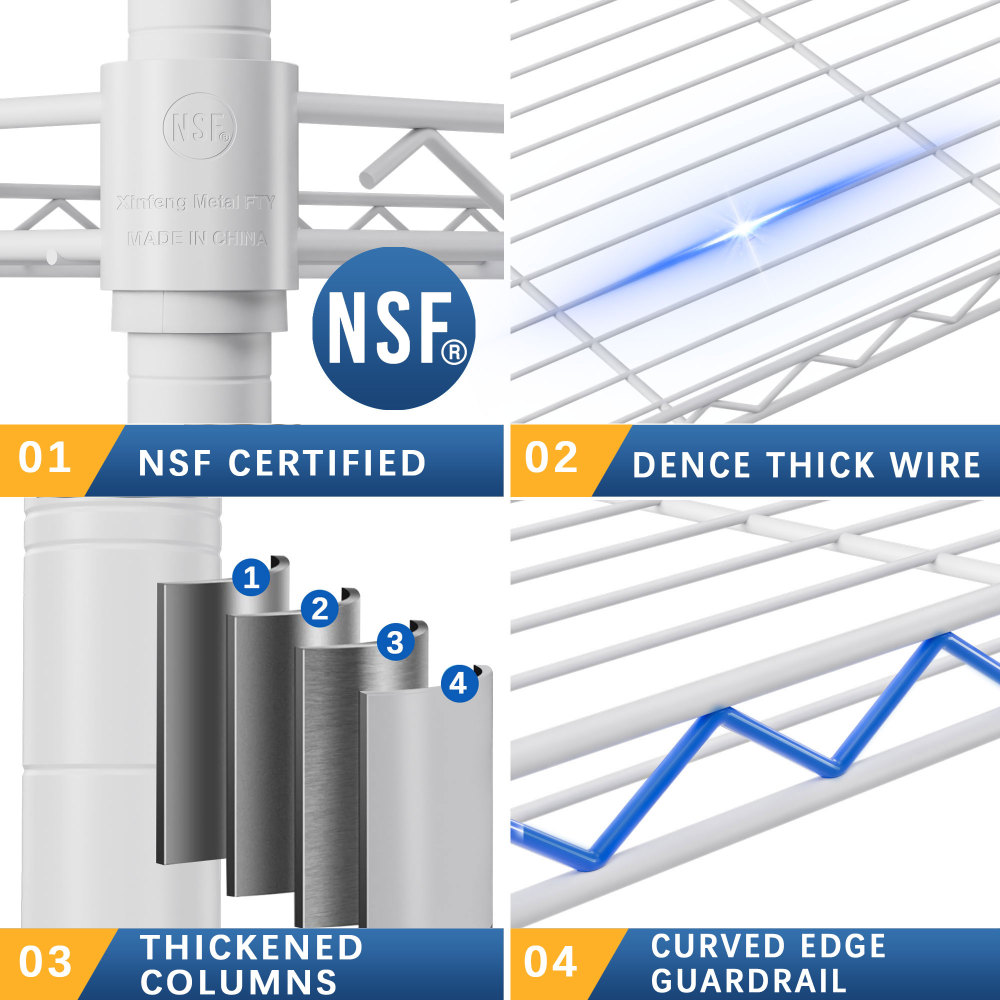 NSF®
Xinfeng Metal FTY
MADE IN CHINA
NSF®
01
NSF CERTIFIED
02
DENCE THICK WIRE
1
2
3
4
03
THICKENED
COLUMNS
04
CURVED EDGE
GUARDRAIL